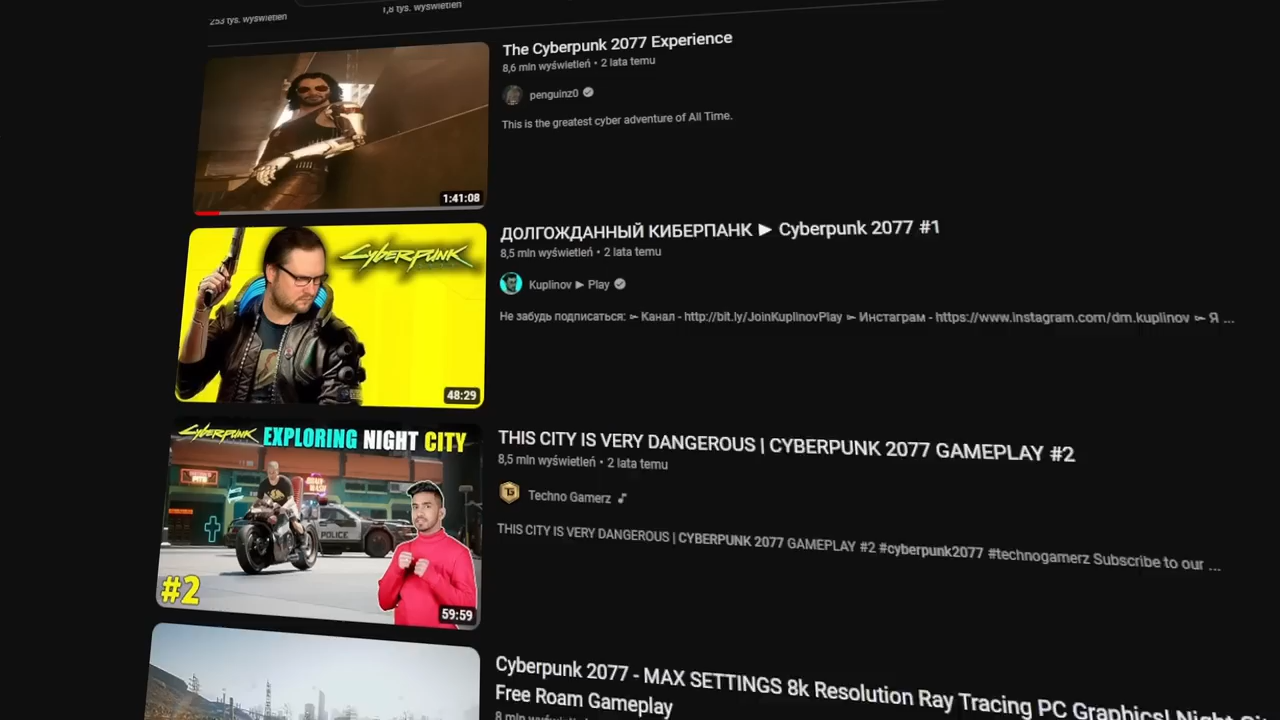 253 tys. wyświetleń
1,8 tys. wyświetleń
The Cyberpunk 2077 Experience
8,6 mln wyświetleń • 2 lata temu
penguinz0
This is the greatest cyber adventure of All Time.
1:41:08
ДОЛГОЖДАННЫЙ КИБЕРПАНК ► Cyberpunk 2077 #1
8,5 mln wyświetleń • 2 lata temu
CYBERPUNK
Kuplinov ► Play
Не забудь подписаться: ➳ Канал - http://bit.ly/JoinKuplinovPlay ➳ Инстаграм - https://www.instagram.com/dm.kuplinov ➳ Я ...
48:29
CYBERPUNK EXPLORING NIGHT CITY
THIS CITY IS VERY DANGEROUS | CYBERPUNK 2077 GAMEPLAY #2
8,5 mln wyświetleń • 2 lata temu
TG
Techno Gamerz
POLICE
THIS CITY IS VERY DANGEROUS | CYBERPUNK 2077 GAMEPLAY #2 #cyberpunk2077 #technogamerz Subscribe to our ...
#2
59:59
Cyberpunk 2077 - MAX SETTINGS 8k Resolution Ray Tracing PC Graphics! Night
Free Roam Gameplay
8 mln